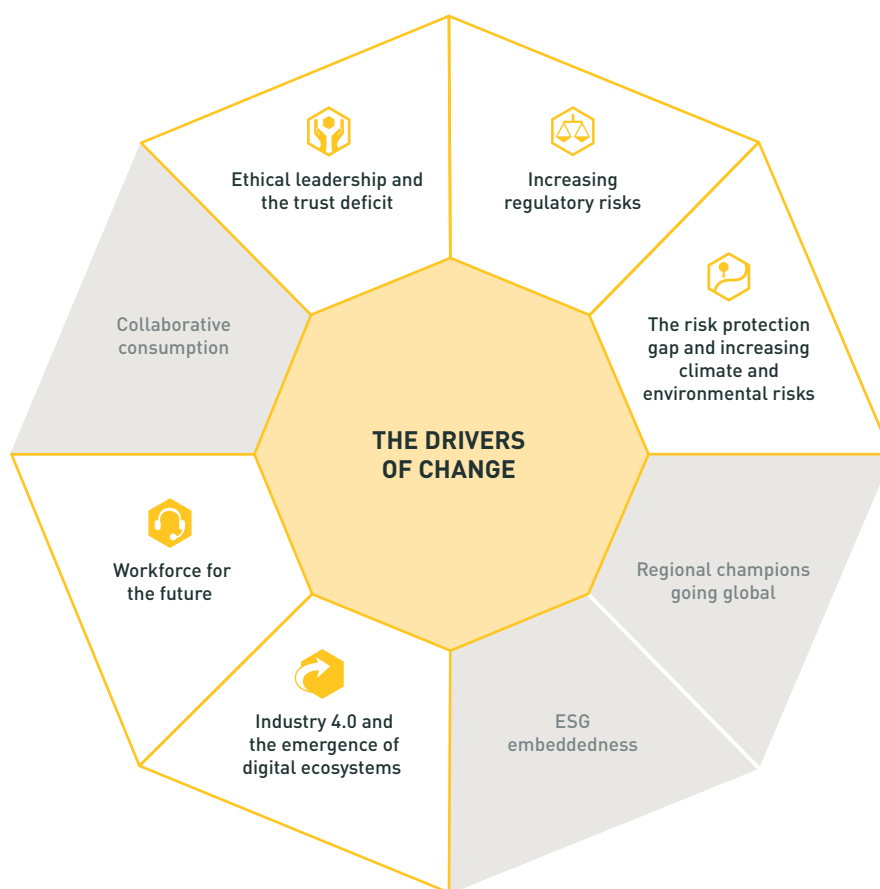 Ethical leadership and
the trust deficit
Increasing
regulatory risks
The risk protection
gap and increasing
climate and
environmental risks
Collaborative
consumption
THE DRIVERS
OF CHANGE
Regional champions
going global
Workforce for
the future
Industry 4.0 and
the emergence of
digital ecosystems
ESG
embeddedness